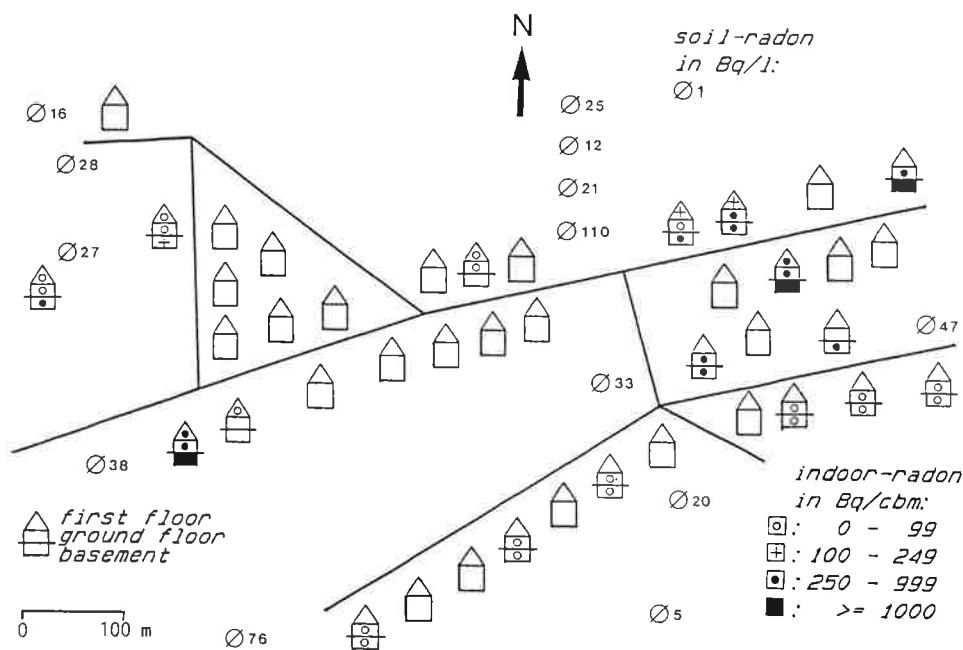 N
soil-radon
in Bq/l:
∅ 1
∅ 25
∅ 16
∅ 12
∅ 28
∅ 21
∅ 110
∅ 27
∅ 47
∅ 33
∅ 38
∅ 20
∅ 5
∅ 76
first floor
ground floor
basement
0 100 m
indoor-radon
in Bq/cbm:
: 0 - 99
: 100 - 249
: 250 - 999
: >= 1000